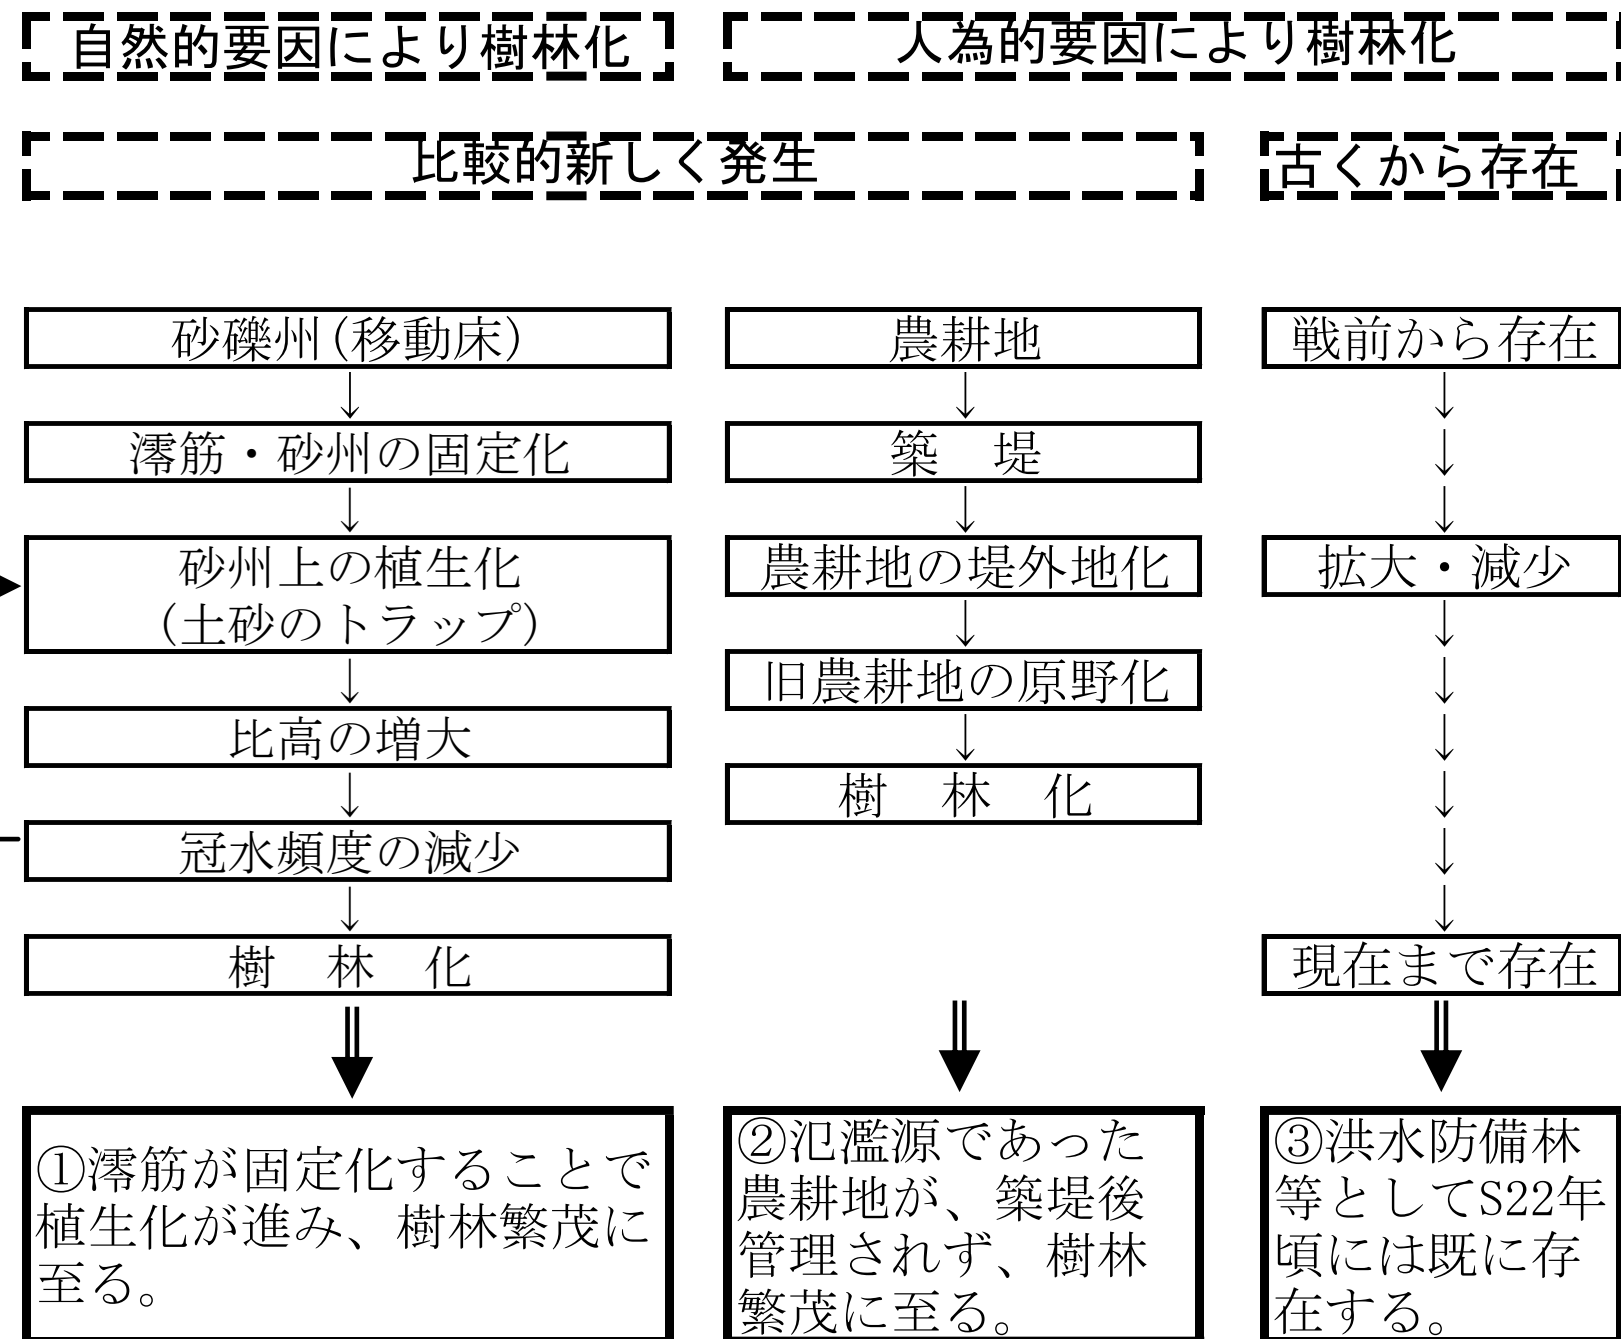 自然的要因により樹林化
人為的要因により樹林化
比較的新しく発生
古くから存在
砂礫州(移動床)
↓
澪筋・砂州の固定化
↓
砂州上の植生化
(土砂のトラップ)
↓
比高の増大
↓
冠水頻度の減少
↓
樹　林　化
①澪筋が固定化することで
植生化が進み、樹林繁茂に
至る。
農耕地
↓
築　堤
↓
農耕地の堤外地化
↓
旧農耕地の原野化
↓
樹　林　化
②氾濫源であった
農耕地が、築堤後
管理されず、樹林
繁茂に至る。
戦前から存在
↓
↓
↓
拡大・減少
↓
↓
↓
↓
↓
↓
現在まで存在
③洪水防備林
等としてS22年
頃には既に存
在する。